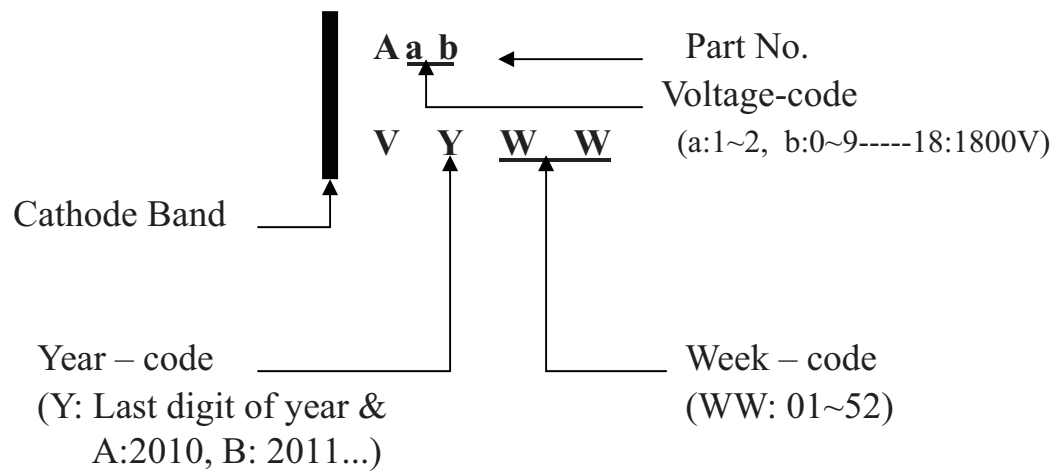 A a b Part No.
Voltage-code
V Y W W (a:1~2, b:0~9-----18:1800V)
Cathode Band
Year – code Week – code
(Y: Last digit of year & (WW: 01~52)
A:2010, B: 2011...)